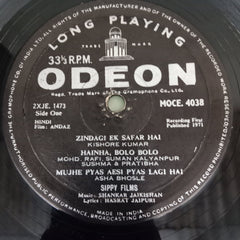 LONG PLAYING
33⅓ R.P.M.
TRADE MARK
ODEON
Regd. Trade Mark of the Gramophone Co. Ltd.
2XJE. 1473
Side One
MOCE. 4038
HINDI
Film: ANDAZ
Recording First
Published 1971
ZINDAGI EK SAFAR HAI
KISHORE KUMAR
HAINHA, BOLO BOLO
MOHD. RAFI, SUMAN KALYANPUR
SUSHMA & PRATIBHA
MUJHE PYAS AESI PYAS LAGI HAI
ASHA BHOSLE
SIPPY FILMS
Music: SHANKAR JAIKISHAN
Lyrics: HASRAT JAIPURI
MADE IN INDIA